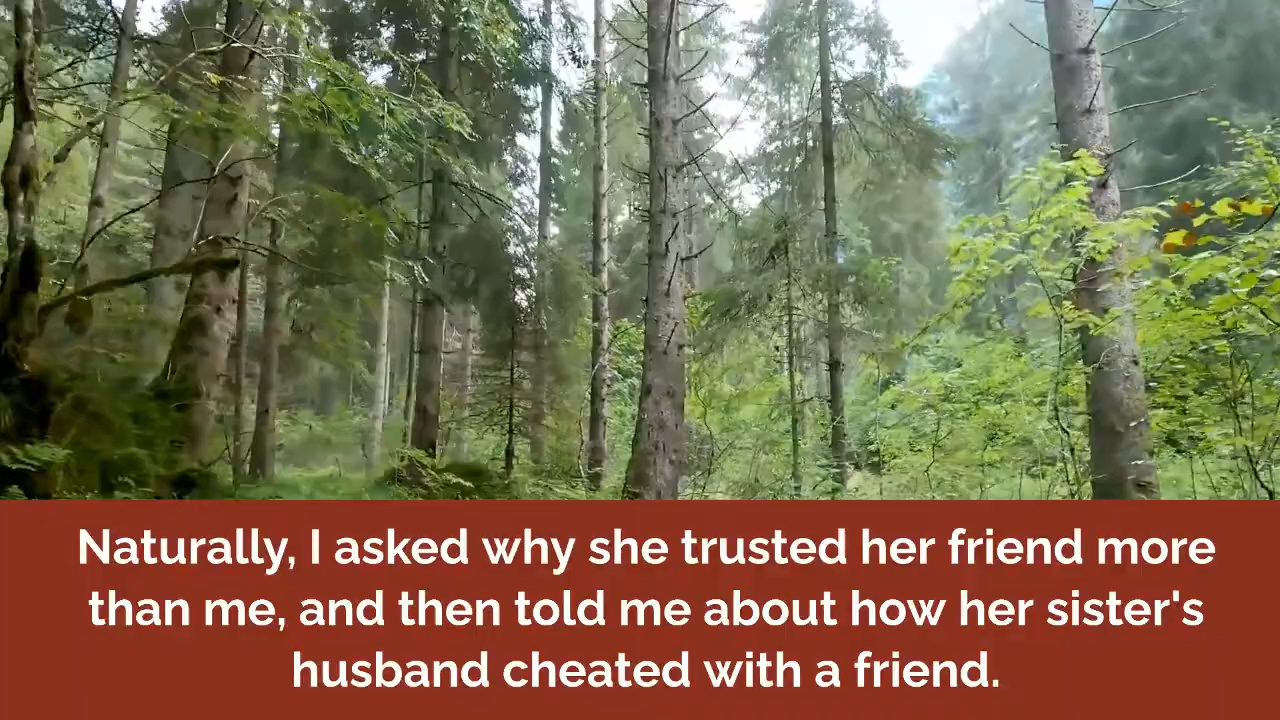 Naturally, I asked why she trusted her friend more
than me, and then told me about how her sister's
husband cheated with a friend.